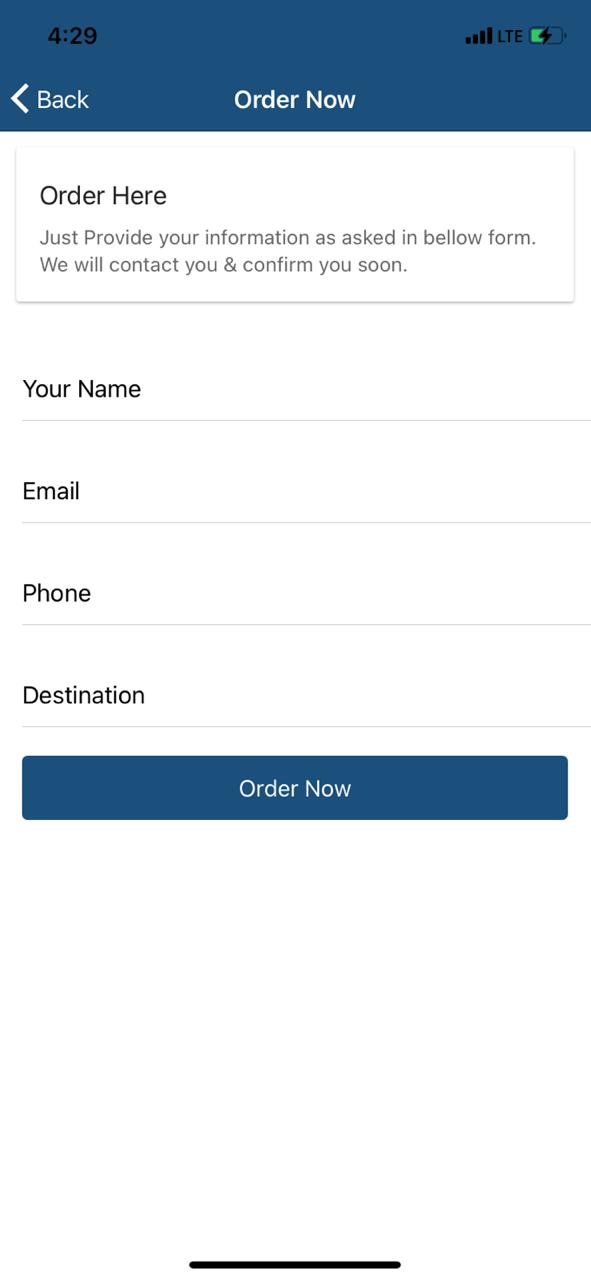 4:29 LTE
Back Order Now
Order Here
Just Provide your information as asked in bellow form.
We will contact you & confirm you soon.
Your Name
Email
Phone
Destination
Order Now